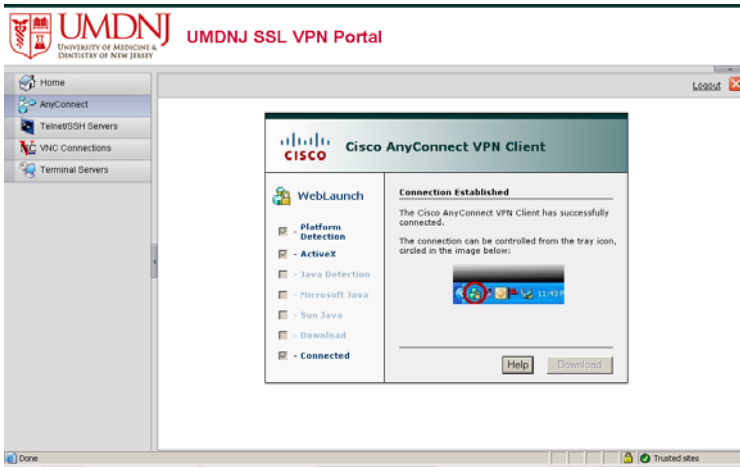 UMDNJ
UNIVERSITY OF MEDICINE &
DENTISTRY OF NEW JERSEY
UMDNJ SSL VPN Portal
Logout
Home
AnyConnect
Telnet/SSH Servers
VNC Connections
Terminal Servers
CISCO
Cisco AnyConnect VPN Client
WebLaunch
- Platform
Detection
- ActiveX
- Java Detection
- Microsoft Java
- Sun Java
- Download
- Connected
Connection Established
The Cisco AnyConnect VPN Client has successfully
connected.
The connection can be controlled from the tray icon,
circled in the image below:
11:43 P
Help
Download
Done
Trusted sites